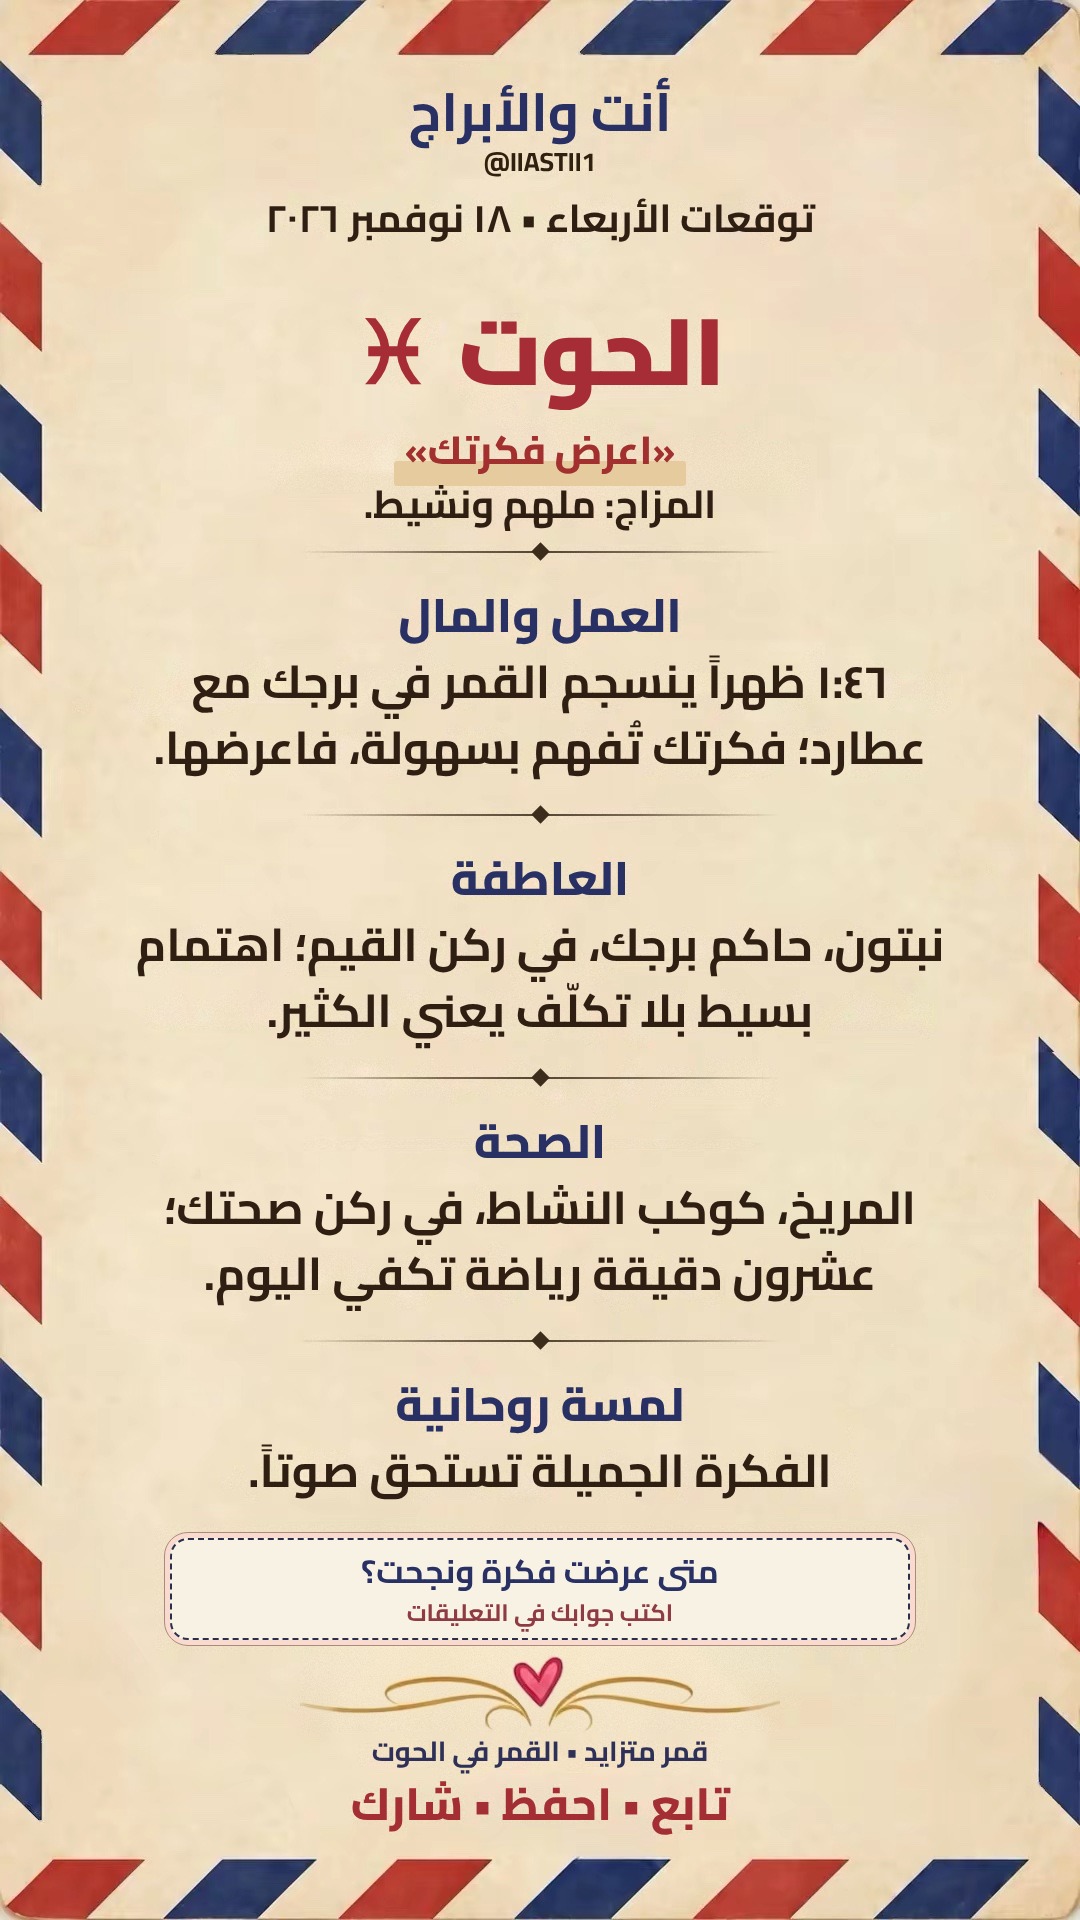 أنت والأبراج
@IIASTII1
توقعات الأربعاء ▪ ١٨ نوفمبر ٢٠٢٦
الحوت ♓
«اعرض فكرتك»
المزاج: ملهم ونشيط.
العمل والمال
١:٤٦ ظهراً ينسجم القمر في برجك مع
عطارد؛ فكرتك تُفهم بسهولة، فاعرضها.
العاطفة
نبتون، حاكم برجك، في ركن القيم؛ اهتمام
بسيط بلا تكلّف يعني الكثير.
الصحة
المريخ، كوكب النشاط، في ركن صحتك؛
عشرون دقيقة رياضة تكفي اليوم.
لمسة روحانية
الفكرة الجميلة تستحق صوتاً.
متى عرضت فكرة ونجحت؟
اكتب جوابك في التعليقات
قمر متزايد ▪ القمر في الحوت
تابع ▪ احفظ ▪ شارك